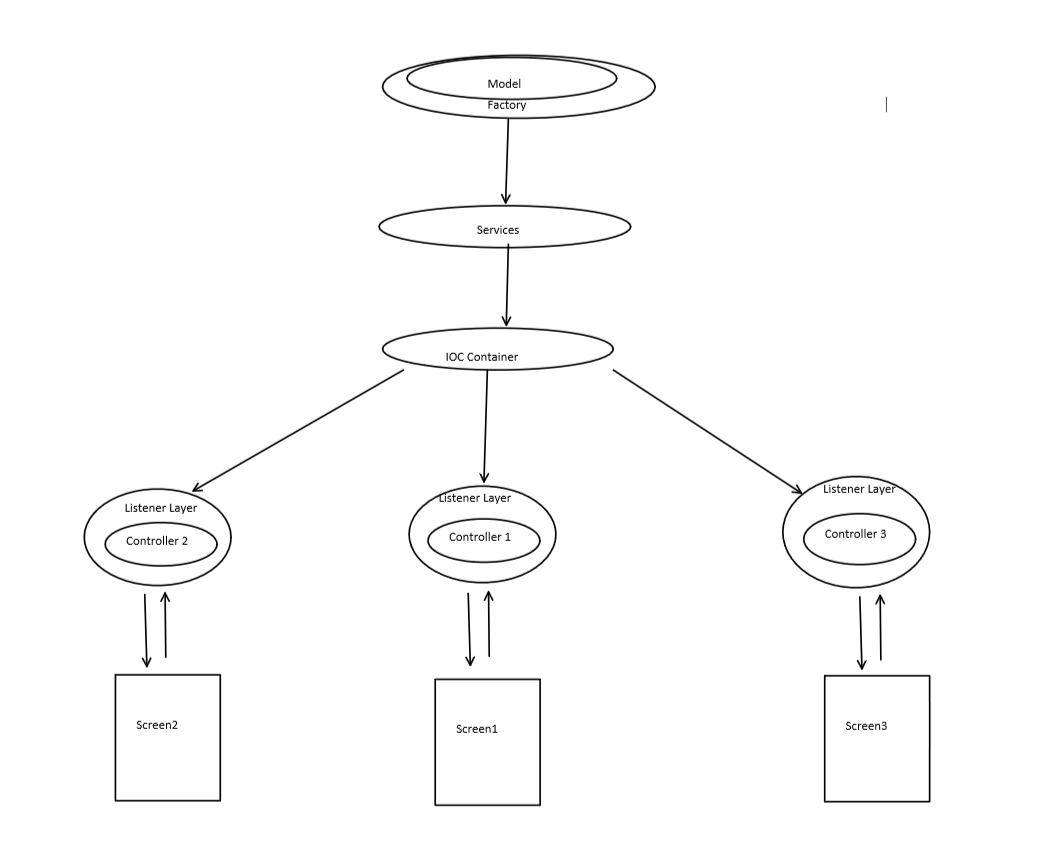 Model
Factory
Services
IOC Container
Listener Layer
Controller 2
Listener Layer
Controller 1
Listener Layer
Controller 3
Screen2
Screen1
Screen3